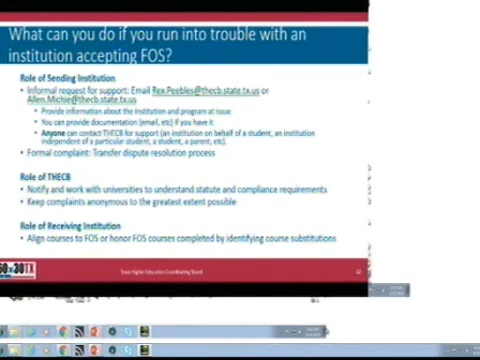 What can you do if you run into trouble with an
institution accepting FOS?
Role of Sending Institution
• Informal request for support: Email Rex.Peebles@thecb.state.tx.us or
Allen.Michie@thecb.state.tx.us
• Provide information about the institution and program at issue
• You can provide documentation (email, etc) if you have it
• Anyone can contact THECB for support (an institution on behalf of a student, an institution
independent of a particular student, a student, a parent, etc).
• Formal complaint: Transfer dispute resolution process
Role of THECB
• Notify and work with universities to understand statute and compliance requirements
• Keep complaints anonymous to the greatest extent possible
Role of Receiving Institution
• Align courses to FOS or honor FOS courses completed by identifying course substitutions
60x30TX
Texas Higher Education Coordinating Board